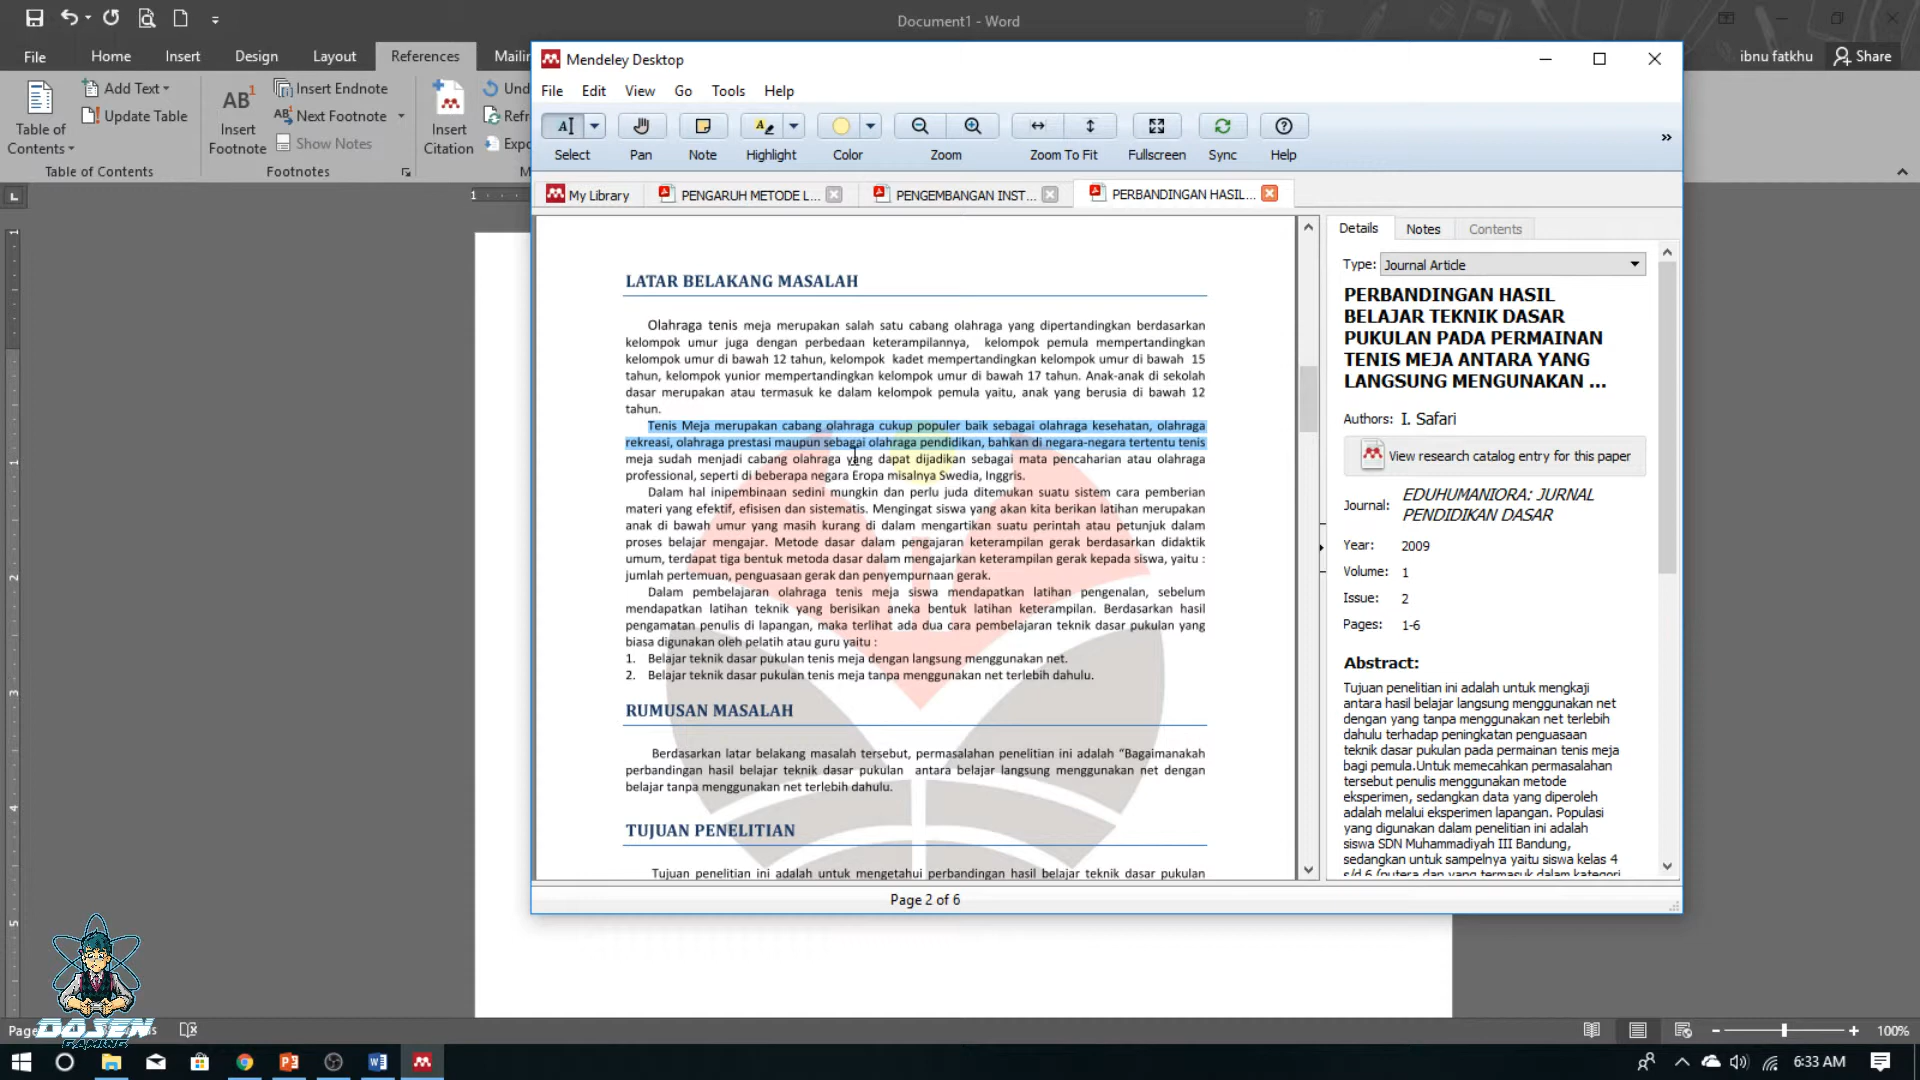 Document1 - Word
ibnu fatkhu
Share
File
Home
Insert
Design
Layout
References
Table of
Contents
Add Text
Update Table
Table of Contents
AB
Insert
Footnote
Insert Endnote
AB Next Footnote
Show Notes
Footnotes
Insert
Citation
Mendeley Desktop
File
Edit
View
Go
Tools
Help
Select
Pan
Note
Highlight
Color
Zoom
Zoom To Fit
Fullscreen
Sync
Help
My Library
PENGARUH METODE L...
PENGEMBANGAN INST...
PERBANDINGAN HASIL...
LATAR BELAKANG MASALAH
Olahraga tenis meja merupakan salah satu cabang olahraga yang dipertandingkan berdasarkan
kelompok umur juga dengan perbedaan keterampilannya, kelompok pemula mempertandingkan
kelompok umur di bawah 12 tahun, kelompok kadet mempertandingkan kelompok umur di bawah 15
tahun, kelompok yunior mempertandingkan kelompok umur di bawah 17 tahun. Anak-anak di sekolah
dasar merupakan atau termasuk ke dalam kelompok pemula yaitu, anak yang berusia di bawah 12
tahun.
Tenis Meja merupakan cabang olahraga cukup populer baik sebagai olahraga kesehatan, olahraga
rekreasi, olahraga prestasi maupun sebagai olahraga pendidikan, bahkan di negara-negara tertentu tenis
meja sudah menjadi cabang olahraga yang dapat dijadikan sebagai mata pencaharian atau olahraga
professional, seperti di beberapa negara Eropa misalnya Swedia, Inggris.
Dalam hal inipembinaan sedini mungkin dan perlu juda ditemukan suatu sistem cara pemberian
materi yang efektif, efisisen dan sistematis. Mengingat siswa yang akan kita berikan latihan merupakan
anak di bawah umur yang masih kurang di dalam mengartikan suatu perintah atau petunjuk dalam
proses belajar mengajar. Metode dasar dalam pengajaran keterampilan gerak berdasarkan didaktik
umum, terdapat tiga bentuk metoda dasar dalam mengajarkan keterampilan gerak kepada siswa, yaitu :
jumlah pertemuan, penguasaan gerak dan penyempurnaan gerak.
Dalam pembelajaran olahraga tenis meja siswa mendapatkan latihan pengenalan, sebelum
mendapatkan latihan teknik yang berisikan aneka bentuk latihan keterampilan. Berdasarkan hasil
pengamatan penulis di lapangan, maka terlihat ada dua cara pembelajaran teknik dasar pukulan yang
biasa digunakan oleh pelatih atau guru yaitu :
1. Belajar teknik dasar pukulan tenis meja dengan langsung menggunakan net.
2. Belajar teknik dasar pukulan tenis meja tanpa menggunakan net terlebih dahulu.
RUMUSAN MASALAH
Berdasarkan latar belakang masalah tersebut, permasalahan penelitian ini adalah "Bagaimanakah
perbandingan hasil belajar teknik dasar pukulan antara belajar langsung menggunakan net dengan
belajar tanpa menggunakan net terlebih dahulu.
TUJUAN PENELITIAN
Tujuan penelitian ini adalah untuk mengetahui perbandingan hasil belajar teknik dasar pukulan
Page 2 of 6
Details
Notes
Contents
Type: Journal Article
PERBANDINGAN HASIL
BELAJAR TEKNIK DASAR
PUKULAN PADA PERMAINAN
TENIS MEJA ANTARA YANG
LANGSUNG MENGUNAKAN ...
Authors: I. Safari
View research catalog entry for this paper
Journal: EDUHUMANIORA: JURNAL
PENDIDIKAN DASAR
Year: 2009
Volume: 1
Issue: 2
Pages: 1-6
Abstract:
Tujuan penelitian ini adalah untuk mengkaji
antara hasil belajar langsung menggunakan net
dengan yang tanpa menggunakan net terlebih
dahulu terhadap peningkatan penguasaan
teknik dasar pukulan pada permainan tenis meja
bagi pemula.Untuk memecahkan permasalahan
tersebut penulis menggunakan metode
eksperimen, sedangkan data yang diperoleh
adalah melalui eksperimen lapangan. Populasi
yang digunakan dalam penelitian ini adalah
siswa SDN Muhammadiyah III Bandung,
sedangkan untuk sampelnya yaitu siswa kelas 4
s/d 6 (putera dan yang termasuk dalam kategori
DOSEN
GAMING
100%
6:33 AM